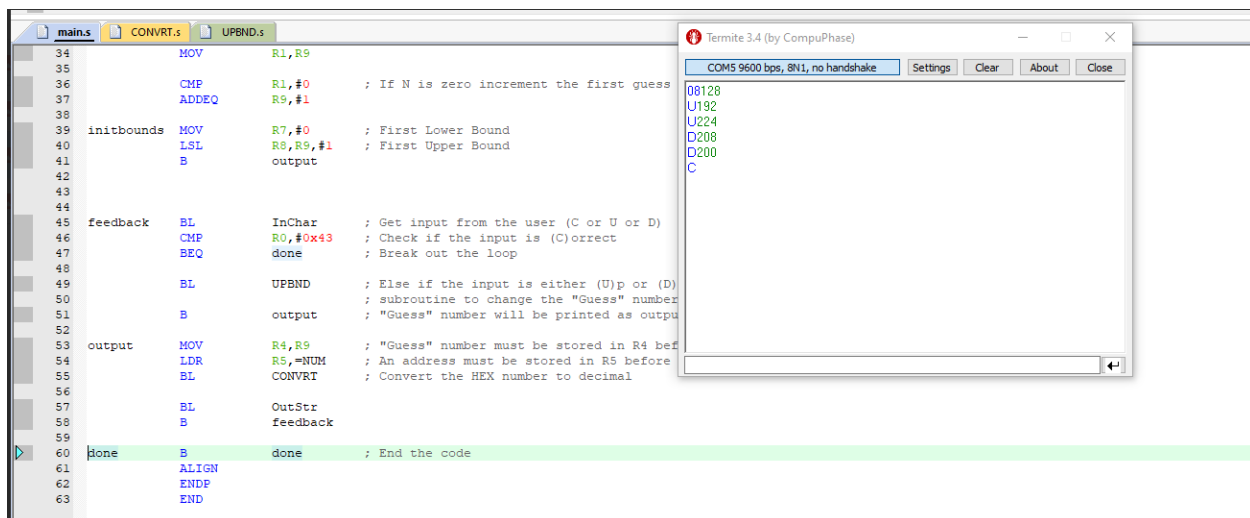 main.s CONVRT.s UPBND.s
34 MOV R1,R9
35
36 CMP R1,#0 ; If N is zero increment the first guess
37 ADDEQ R9,#1
38
39 initbounds MOV R7,#0 ; First Lower Bound
40 LSL R8,R9,#1 ; First Upper Bound
41 B output
42
43
44
45 feedback BL InChar ; Get input from the user (C or U or D)
46 CMP R0,#0x43 ; Check if the input is (C)orrect
47 BEQ done ; Break out the loop
48
49 BL UPBND ; Else if the input is either (U)p or (D)
50 ; subroutine to change the "Guess" number
51 B output ; "Guess" number will be printed as outpu
52
53 output MOV R4,R9 ; "Guess" number must be stored in R4 bef
54 LDR R5,=NUM ; An address must be stored in R5 before
55 BL CONVRT ; Convert the HEX number to decimal
56
57 BL OutStr
58 B feedback
59
60 done B done ; End the code
61 ALIGN
62 ENDP
63 END
Termite 3.4 (by CompuPhase)
COM5 9600 bps, 8N1, no handshake Settings Clear About Close
08128
U192
U224
D208
D200
C